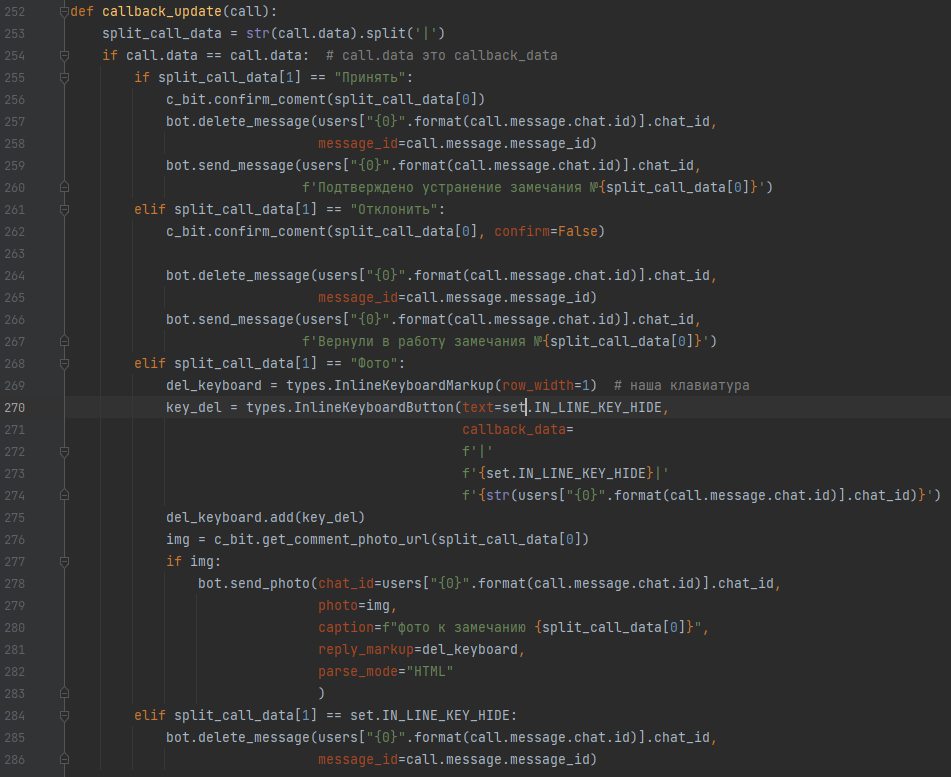 252 def callback_update(call):
253     split_call_data = str(call.data).split('|')
254     if call.data == call.data:  # call.data это callback_data
255         if split_call_data[1] == "Принять":
256             c_bit.confirm_coment(split_call_data[0])
257             bot.delete_message(users["{0}".format(call.message.chat.id)].chat_id,
258                                message_id=call.message.message_id)
259             bot.send_message(users["{0}".format(call.message.chat.id)].chat_id,
260                              f'Подтверждено устранение замечания №{split_call_data[0]}')
261         elif split_call_data[1] == "Отклонить":
262             c_bit.confirm_coment(split_call_data[0], confirm=False)
263
264             bot.delete_message(users["{0}".format(call.message.chat.id)].chat_id,
265                                message_id=call.message.message_id)
266             bot.send_message(users["{0}".format(call.message.chat.id)].chat_id,
267                              f'Вернули в работу замечания №{split_call_data[0]}')
268         elif split_call_data[1] == "Фото":
269             del_keyboard = types.InlineKeyboardMarkup(row_width=1)  # наша клавиатура
270             key_del = types.InlineKeyboardButton(text=set.IN_LINE_KEY_HIDE,
271                                                  callback_data=
272                                                  f'|'
273                                                  f'{set.IN_LINE_KEY_HIDE}|'
274                                                  f'{str(users["{0}".format(call.message.chat.id)].chat_id)}')
275             del_keyboard.add(key_del)
276             img = c_bit.get_comment_photo_url(split_call_data[0])
277             if img:
278                 bot.send_photo(chat_id=users["{0}".format(call.message.chat.id)].chat_id,
279                                photo=img,
280                                caption=f"фото к замечанию {split_call_data[0]}",
281                                reply_markup=del_keyboard,
282                                parse_mode="HTML"
283                                )
284         elif split_call_data[1] == set.IN_LINE_KEY_HIDE:
285             bot.delete_message(users["{0}".format(call.message.chat.id)].chat_id,
286                                message_id=call.message.message_id)